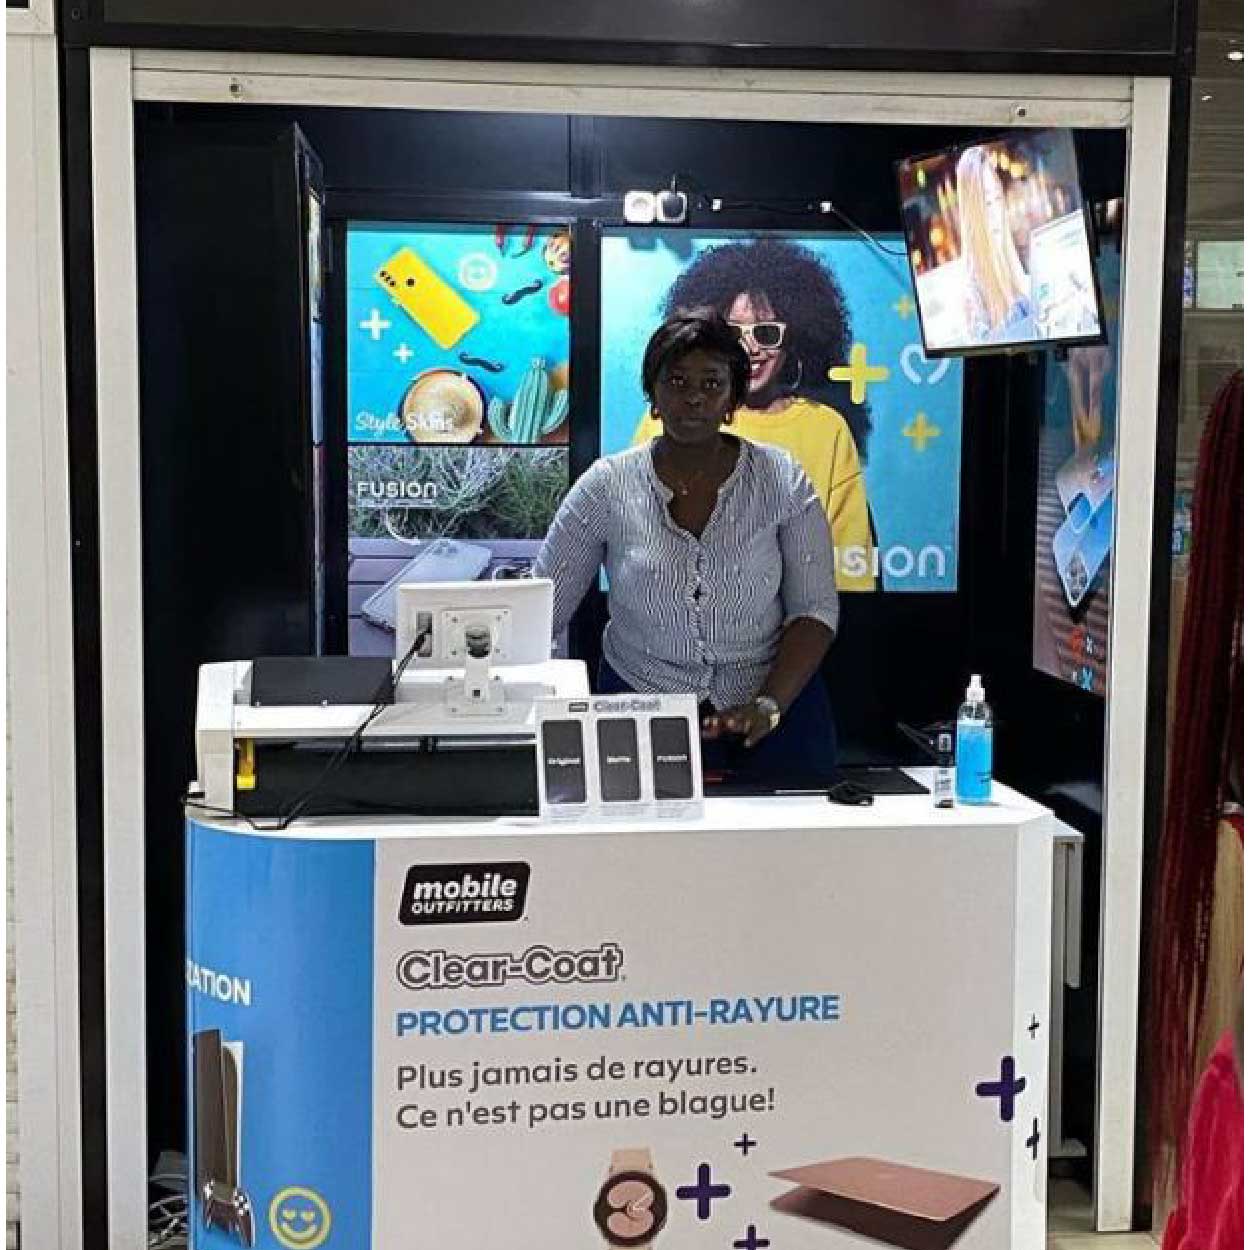 Style Skins
FUSION
SION
Clear-Coat
Original
Matte
Fusion
mobile
OUTFITTERS
Clear-Coat
PROTECTION ANTI-RAYURE
Plus jamais de rayures.
Ce n'est pas une blague!
ATION